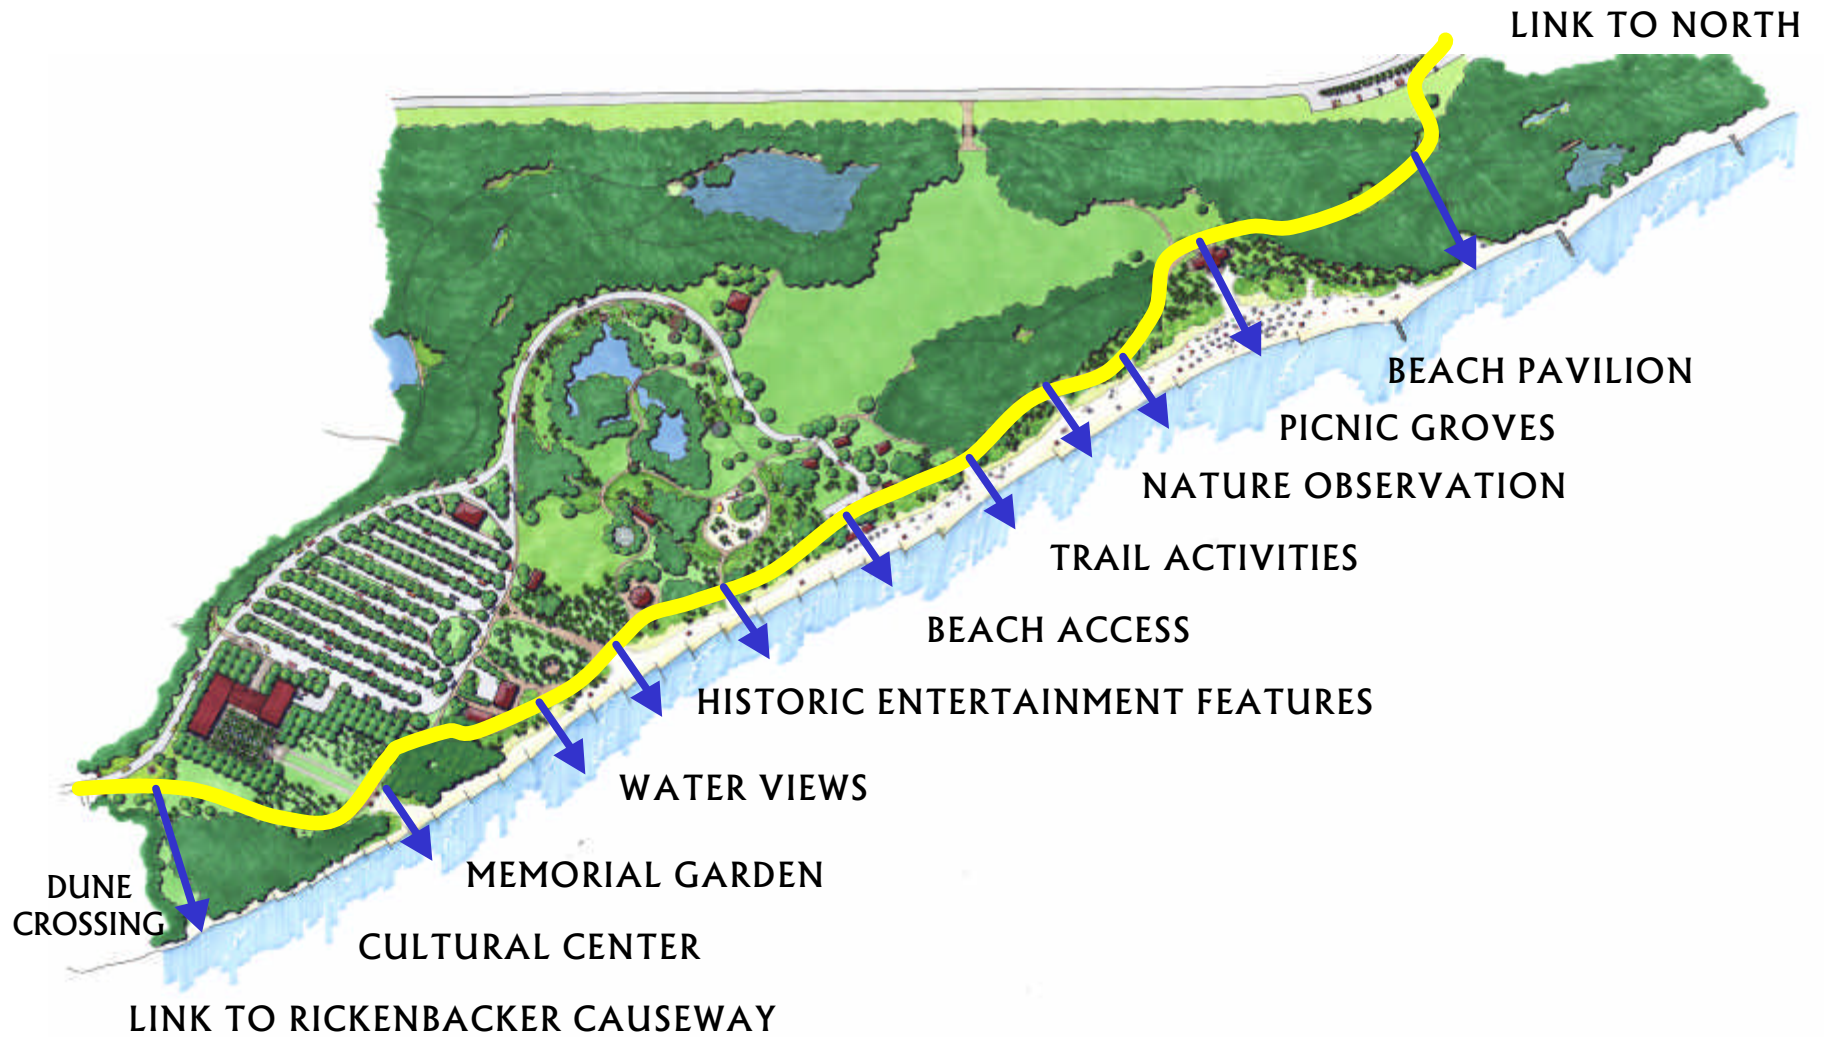 LINK TO NORTH
BEACH PAVILION
PICNIC GROVES
NATURE OBSERVATION
TRAIL ACTIVITIES
BEACH ACCESS
HISTORIC ENTERTAINMENT FEATURES
WATER VIEWS
MEMORIAL GARDEN
DUNE
CROSSING
CULTURAL CENTER
LINK TO RICKENBACKER CAUSEWAY